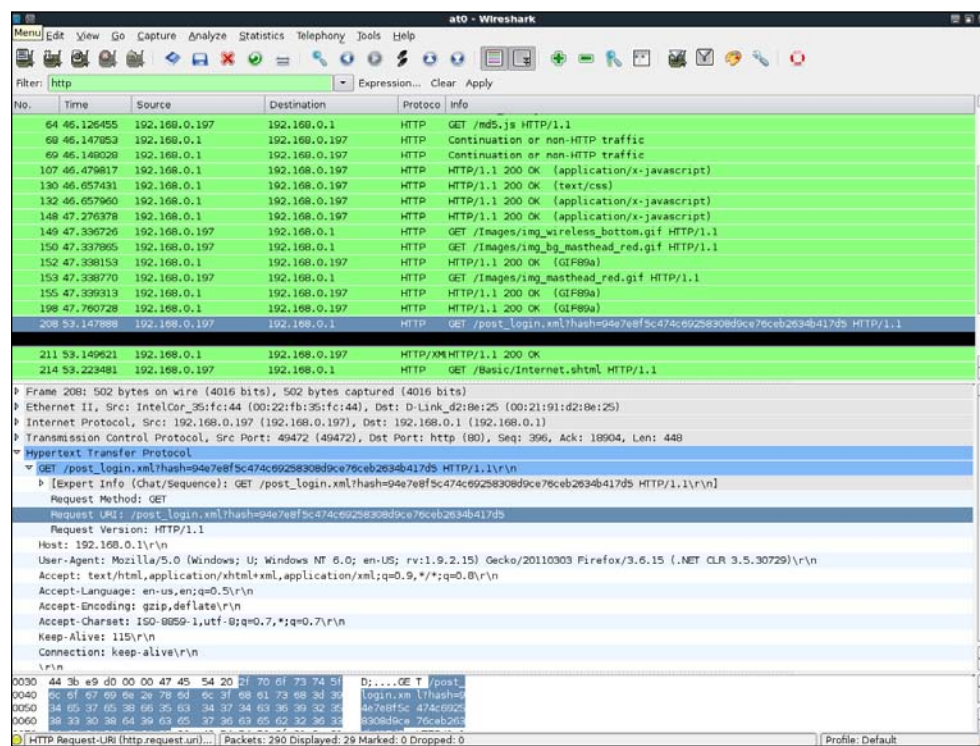 at0 - Wireshark
Menu Edit View Go Capture Analyze Statistics Telephony Tools Help
Filter: http Expression... Clear Apply
No. Time Source Destination Protoco Info
64 46.126455 192.168.0.197 192.168.0.1 HTTP GET /md5.js HTTP/1.1
68 46.147853 192.168.0.1 192.168.0.197 HTTP Continuation or non-HTTP traffic
69 46.148028 192.168.0.1 192.168.0.197 HTTP Continuation or non-HTTP traffic
107 46.479817 192.168.0.1 192.168.0.197 HTTP HTTP/1.1 200 OK (application/x-javascript)
130 46.657431 192.168.0.1 192.168.0.197 HTTP HTTP/1.1 200 OK (text/css)
132 46.657960 192.168.0.1 192.168.0.197 HTTP HTTP/1.1 200 OK (application/x-javascript)
148 47.276378 192.168.0.1 192.168.0.197 HTTP HTTP/1.1 200 OK (application/x-javascript)
149 47.336726 192.168.0.197 192.168.0.1 HTTP GET /Images/img_wireless_bottom.gif HTTP/1.1
150 47.337865 192.168.0.197 192.168.0.1 HTTP GET /Images/img_bg_masthead_red.gif HTTP/1.1
152 47.338153 192.168.0.1 192.168.0.197 HTTP HTTP/1.1 200 OK (GIF89a)
153 47.338770 192.168.0.197 192.168.0.1 HTTP GET /Images/img_masthead_red.gif HTTP/1.1
155 47.339313 192.168.0.1 192.168.0.197 HTTP HTTP/1.1 200 OK (GIF89a)
198 47.760728 192.168.0.1 192.168.0.197 HTTP HTTP/1.1 200 OK (GIF89a)
208 53.147888 192.168.0.197 192.168.0.1 HTTP GET /post_login.xml?hash=94e7e8f5c474c69258308d9ce76ceb2634b417d5 HTTP/1.1
211 53.149621 192.168.0.1 192.168.0.197 HTTP/XML HTTP/1.1 200 OK
214 53.223481 192.168.0.197 192.168.0.1 HTTP GET /Basic/Internet.shtml HTTP/1.1
Frame 208: 502 bytes on wire (4016 bits), 502 bytes captured (4016 bits)
Ethernet II, Src: IntelCor_35:fc:44 (00:22:fb:35:fc:44), Dst: D-Link_d2:8e:25 (00:21:91:d2:8e:25)
Internet Protocol, Src: 192.168.0.197 (192.168.0.197), Dst: 192.168.0.1 (192.168.0.1)
Transmission Control Protocol, Src Port: 49472 (49472), Dst Port: http (80), Seq: 396, Ack: 18904, Len: 448
Hypertext Transfer Protocol
GET /post_login.xml?hash=94e7e8f5c474c69258308d9ce76ceb2634b417d5 HTTP/1.1\r\n
[Expert Info (Chat/Sequence): GET /post_login.xml?hash=94e7e8f5c474c69258308d9ce76ceb2634b417d5 HTTP/1.1\r\n]
Request Method: GET
Request URI: /post_login.xml?hash=94e7e8f5c474c69258308d9ce76ceb2634b417d5
Request Version: HTTP/1.1
Host: 192.168.0.1\r\n
User-Agent: Mozilla/5.0 (Windows; U; Windows NT 6.0; en-US; rv:1.9.2.15) Gecko/20110303 Firefox/3.6.15 (.NET CLR 3.5.30729)\r\n
Accept: text/html,application/xhtml+xml,application/xml;q=0.9,*/*;q=0.8\r\n
Accept-Language: en-us,en;q=0.5\r\n
Accept-Encoding: gzip,deflate\r\n
Accept-Charset: ISO-8859-1,utf-8;q=0.7,*;q=0.7\r\n
Keep-Alive: 115\r\n
Connection: keep-alive\r\n
\r\n
0030 44 3b e9 d0 00 00 47 45 54 20 2f 70 6f 73 74 5f D;....GE T /post_
0040 6c 6f 67 69 6e 2e 78 6d 6c 3f 68 61 73 68 3d 39 login.xm l?hash=9
0050 34 65 37 65 38 66 35 63 34 37 34 63 36 39 32 35 4e7e8f5c 474c6925
0060 38 33 30 38 64 39 63 65 37 36 63 65 62 32 36 33 8308d9ce 76ceb263
HTTP Request-URI (http.request.uri)... Packets: 290 Displayed: 29 Marked: 0 Dropped: 0 Profile: Default